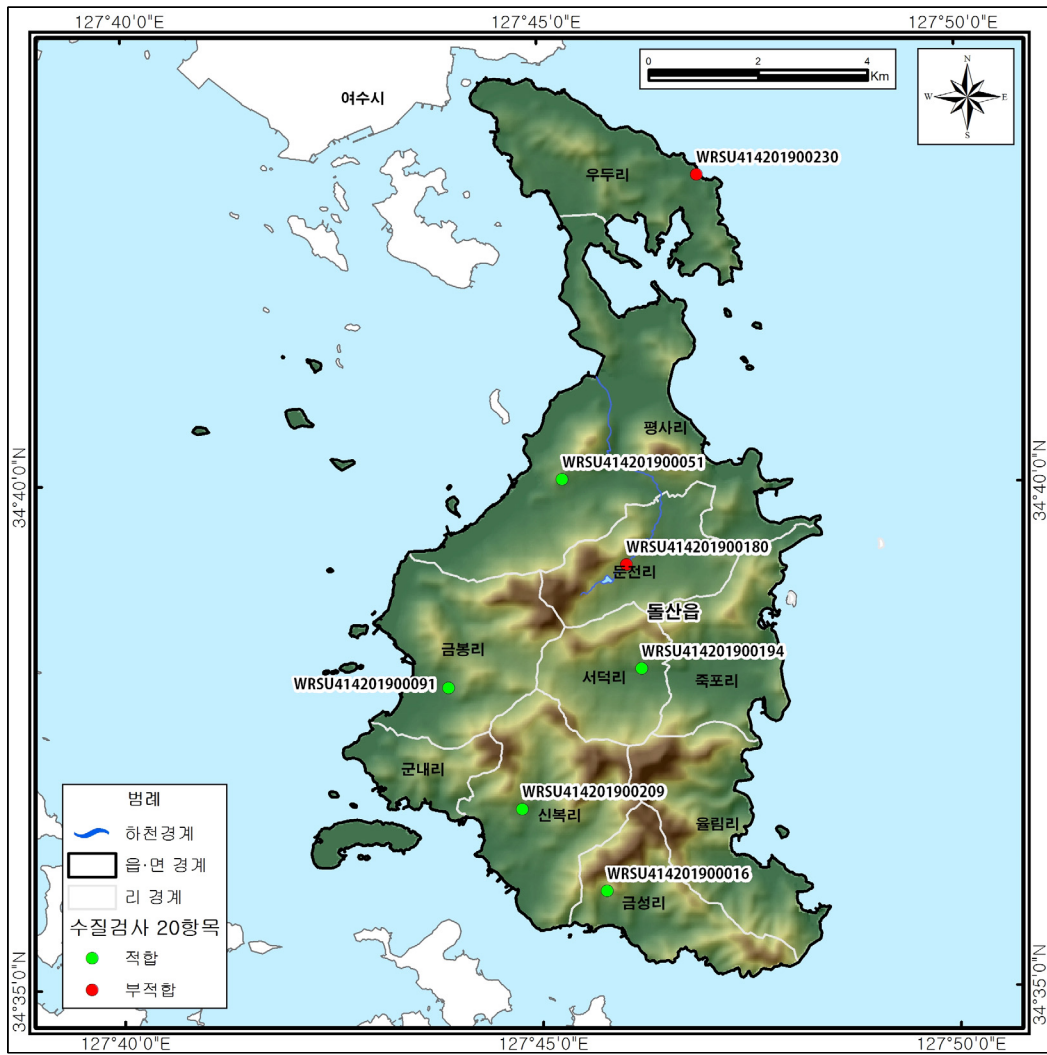 127°40'0"E
127°45'0"E
127°50'0"E
0 2 4
Km
N
W E
S
여수시
WRSU414201900230
우두리
평사리
WRSU414201900051
34°40'0"N
34°40'0"N
WRSU414201900180
둔전리
돌산읍
금봉리
WRSU414201900194
서덕리
죽포리
WRSU414201900091
군내리
WRSU414201900209
신복리
율림리
WRSU414201900016
금성리
범례
하천경계
읍·면 경계
리 경계
수질검사 20항목
적합
부적합
34°35'0"N
34°35'0"N
127°40'0"E
127°45'0"E
127°50'0"E